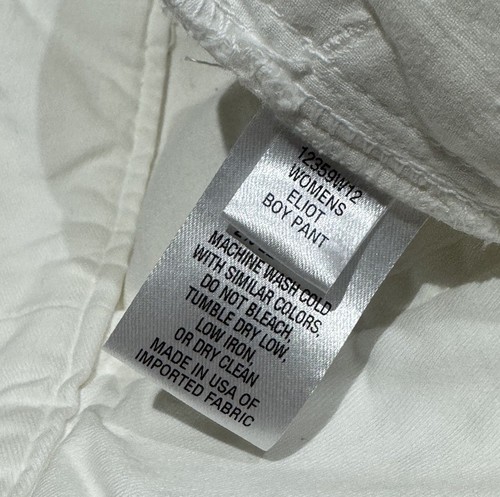 12359W12
WOMENS
ELIOT
BOY PANT
MACHINE WASH COLD
WITH SIMILAR COLORS,
DO NOT BLEACH,
TUMBLE DRY LOW,
LOW IRON,
OR DRY CLEAN
MADE IN USA OF
IMPORTED FABRIC